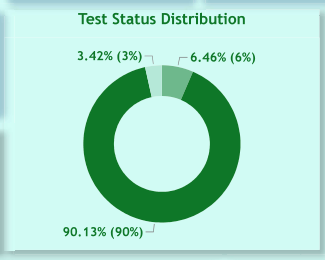 Test Status Distribution
3.42% (3%)
6.46% (6%)
90.13% (90%)